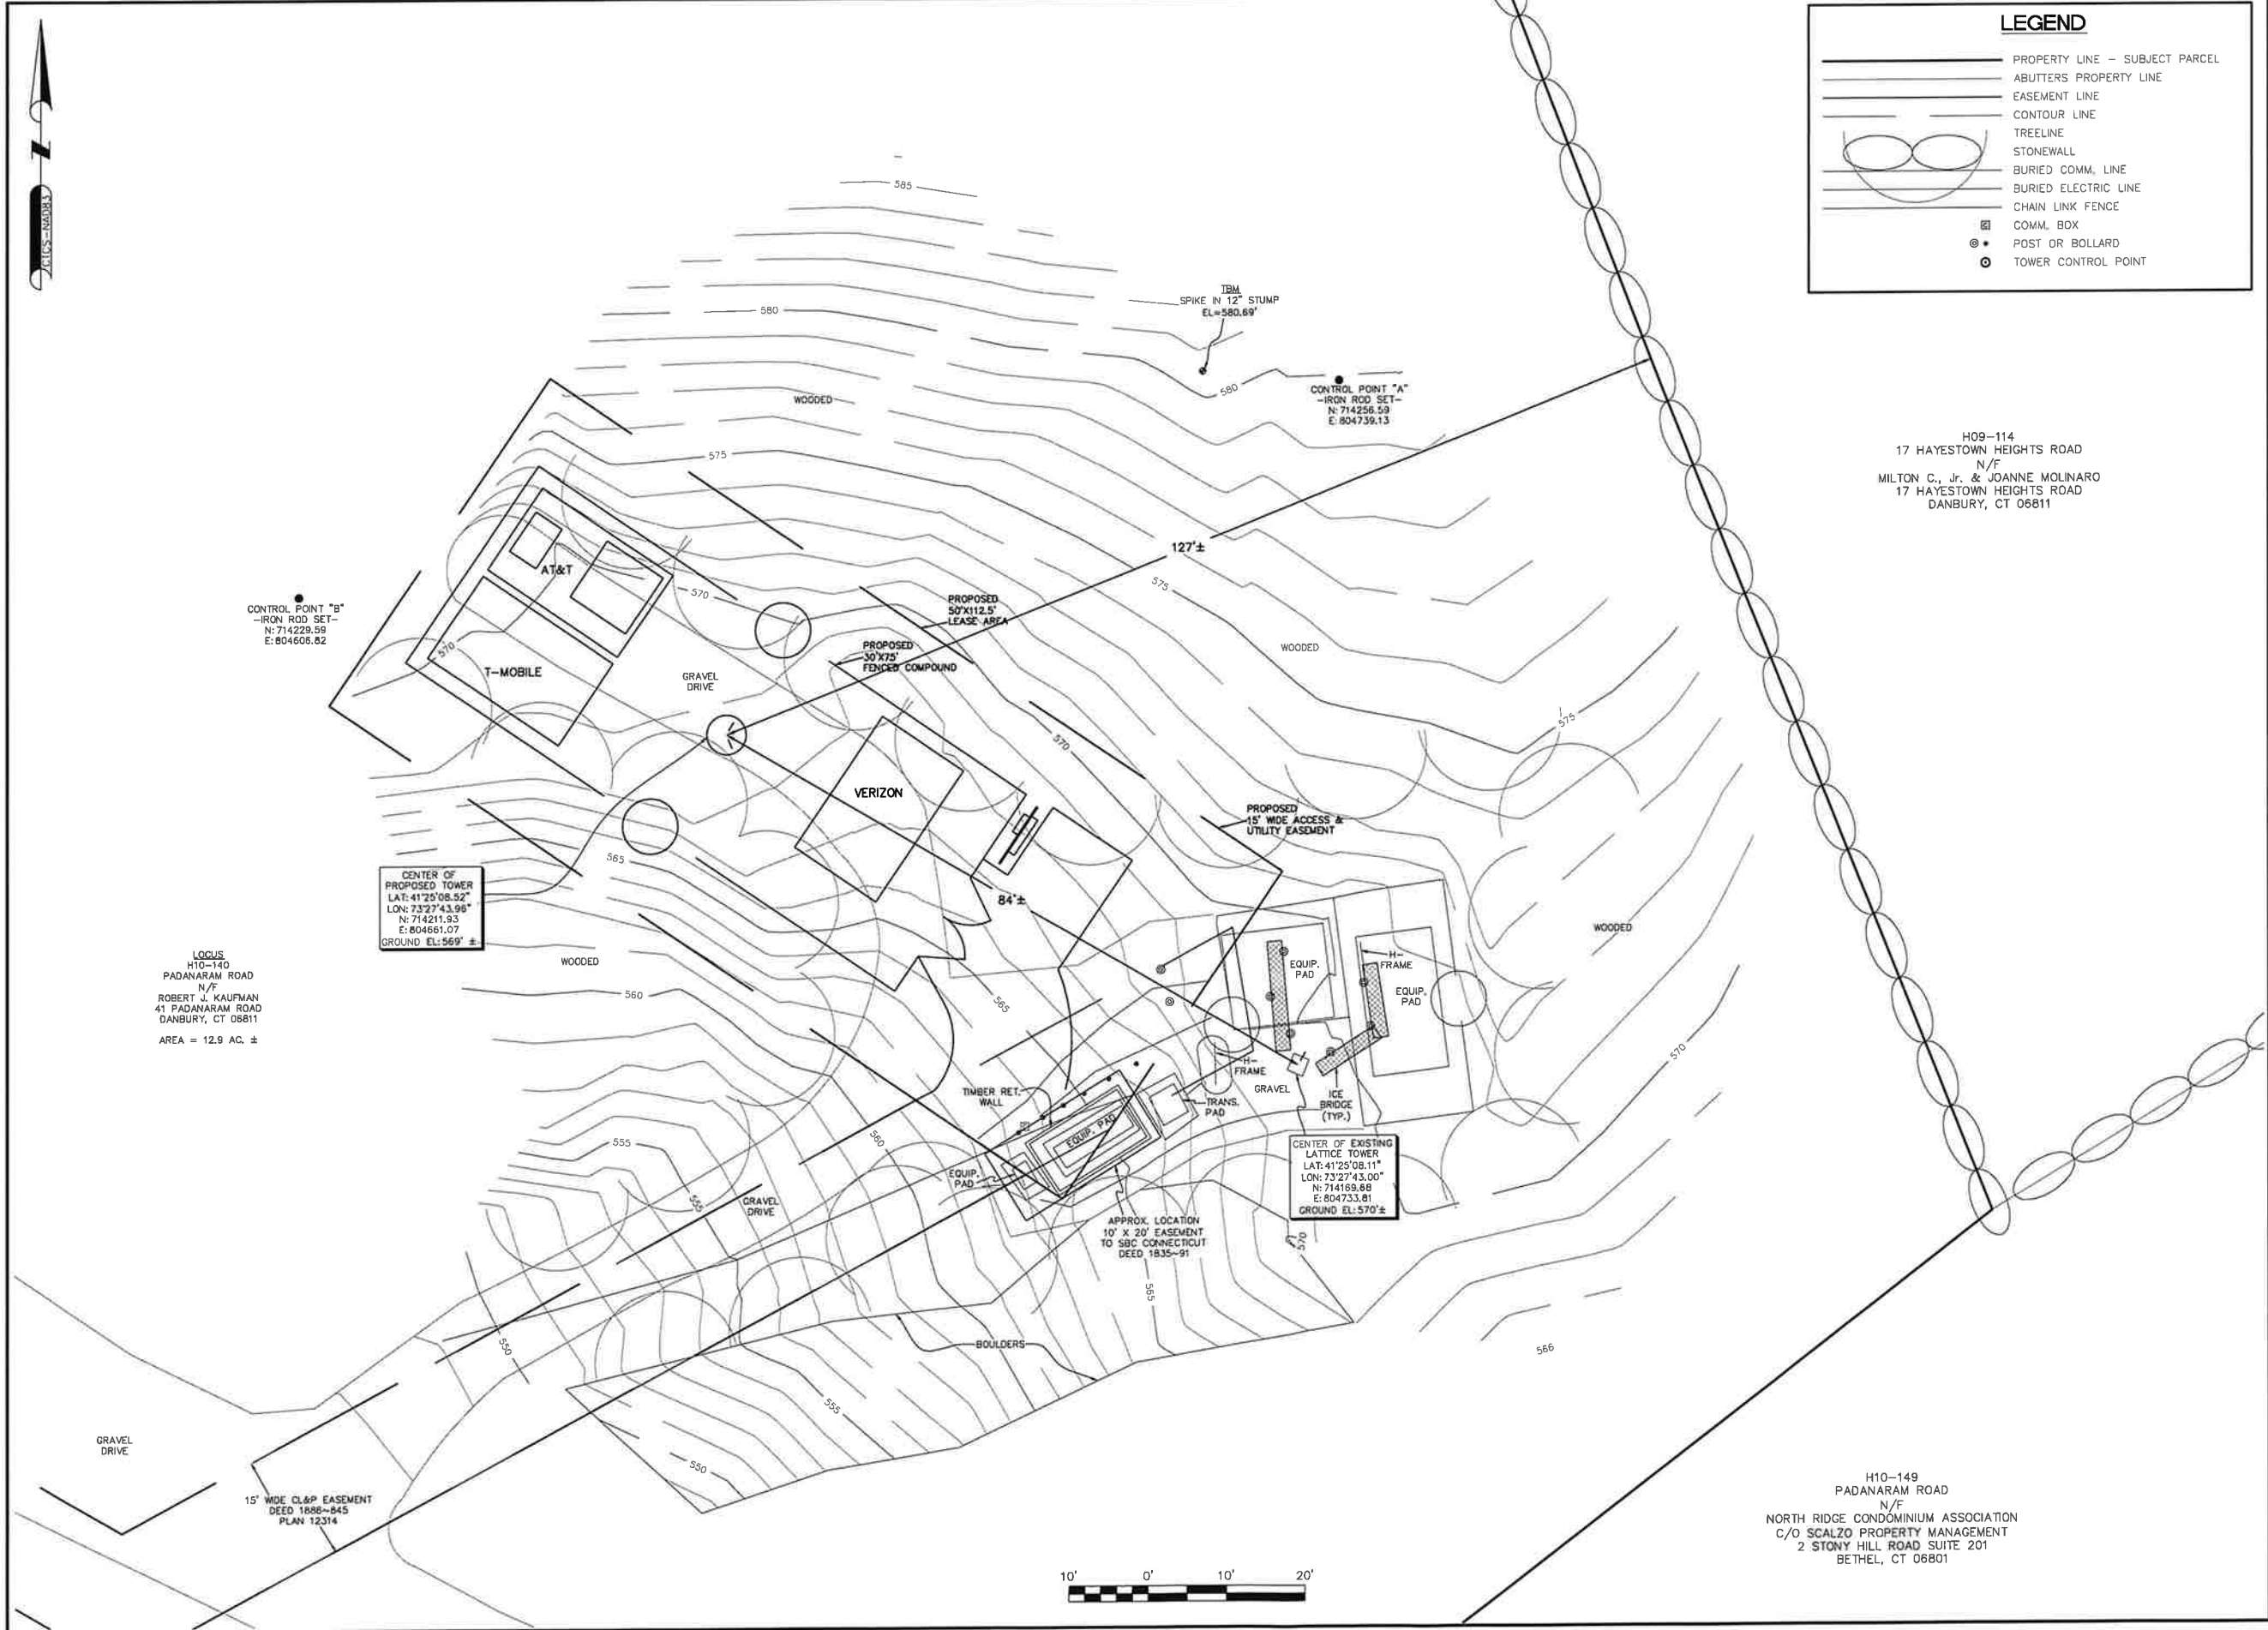 LEGEND
PROPERTY LINE - SUBJECT PARCEL
ABUTTERS PROPERTY LINE
EASEMENT LINE
CONTOUR LINE
TREELINE
STONEWALL
BURIED COMM. LINE
BURIED ELECTRIC LINE
CHAIN LINK FENCE
COMM. BOX
POST OR BOLLARD
TOWER CONTROL POINT
N
CTGCS-NAD83
585
580
TBM
SPIKE IN 12" STUMP
EL=580.69'
580
CONTROL POINT "A"
-IRON ROD SET-
N: 714256.59
E: 804739.13
WOODED
575
H09-114
17 HAYESTOWN HEIGHTS ROAD
N/F
MILTON C., Jr. & JOANNE MOLINARO
17 HAYESTOWN HEIGHTS ROAD
DANBURY, CT 06811
127'±
AT&T
570
575
CONTROL POINT "B"
-IRON ROD SET-
N: 714229.59
E: 804606.82
PROPOSED
50'X112.5'
LEASE AREA
PROPOSED
30'X75'
FENCED COMPOUND
570
T-MOBILE
GRAVEL
DRIVE
WOODED
575
570
VERIZON
PROPOSED
15' WIDE ACCESS &
UTILITY EASEMENT
565
CENTER OF
PROPOSED TOWER
LAT: 41°25'08.52"
LON: 73°27'43.96"
N: 714211.93
E: 804661.07
GROUND EL: 569' ±
84'±
WOODED
LOCUS
H10-140
PADANARAM ROAD
N/F
ROBERT J. KAUFMAN
41 PADANARAM ROAD
DANBURY, CT 06811
AREA = 12.9 AC. ±
WOODED
EQUIP.
PAD
H-
FRAME
EQUIP.
PAD
560
565
570
H-
FRAME
GRAVEL
ICE
BRIDGE
(TYP.)
TIMBER RET.
WALL
TRANS.
PAD
EQUIP. PAD
555
560
EQUIP.
PAD
CENTER OF EXISTING
LATTICE TOWER
LAT: 41°25'08.11"
LON: 73°27'43.00"
N: 714169.68
E: 804733.81
GROUND EL: 570'±
555
GRAVEL
DRIVE
APPROX. LOCATION
10' X 20' EASEMENT
TO SBC CONNECTICUT
DEED 1835~91
570
565
550
BOULDERS
566
555
GRAVEL
DRIVE
550
15' WIDE CL&P EASEMENT
DEED 1886~845
PLAN 12314
H10-149
PADANARAM ROAD
N/F
NORTH RIDGE CONDOMINIUM ASSOCIATION
C/O SCALZO PROPERTY MANAGEMENT
2 STONY HILL ROAD SUITE 201
BETHEL, CT 06801
10' 0' 10' 20'